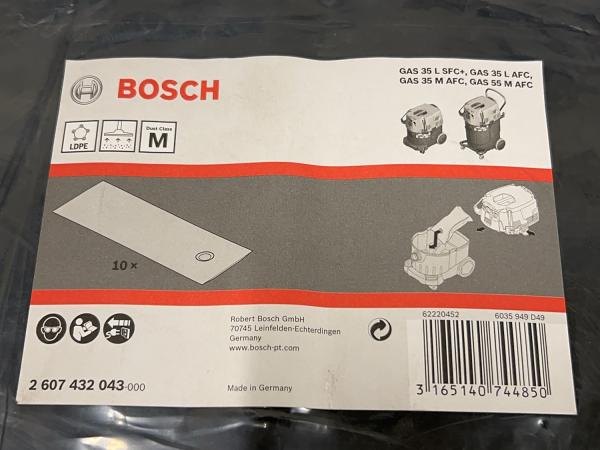 BOSCH
GAS 35 L SFC+, GAS 35 L AFC,
GAS 35 M AFC, GAS 55 M AFC
LDPE
Dust Class
M
10 ×
Robert Bosch GmbH
70745 Leinfelden-Echterdingen
Germany
www.bosch-pt.com
62220452
6035 949 D49
2 607 432 043-000
Made in Germany
3 165140 744850